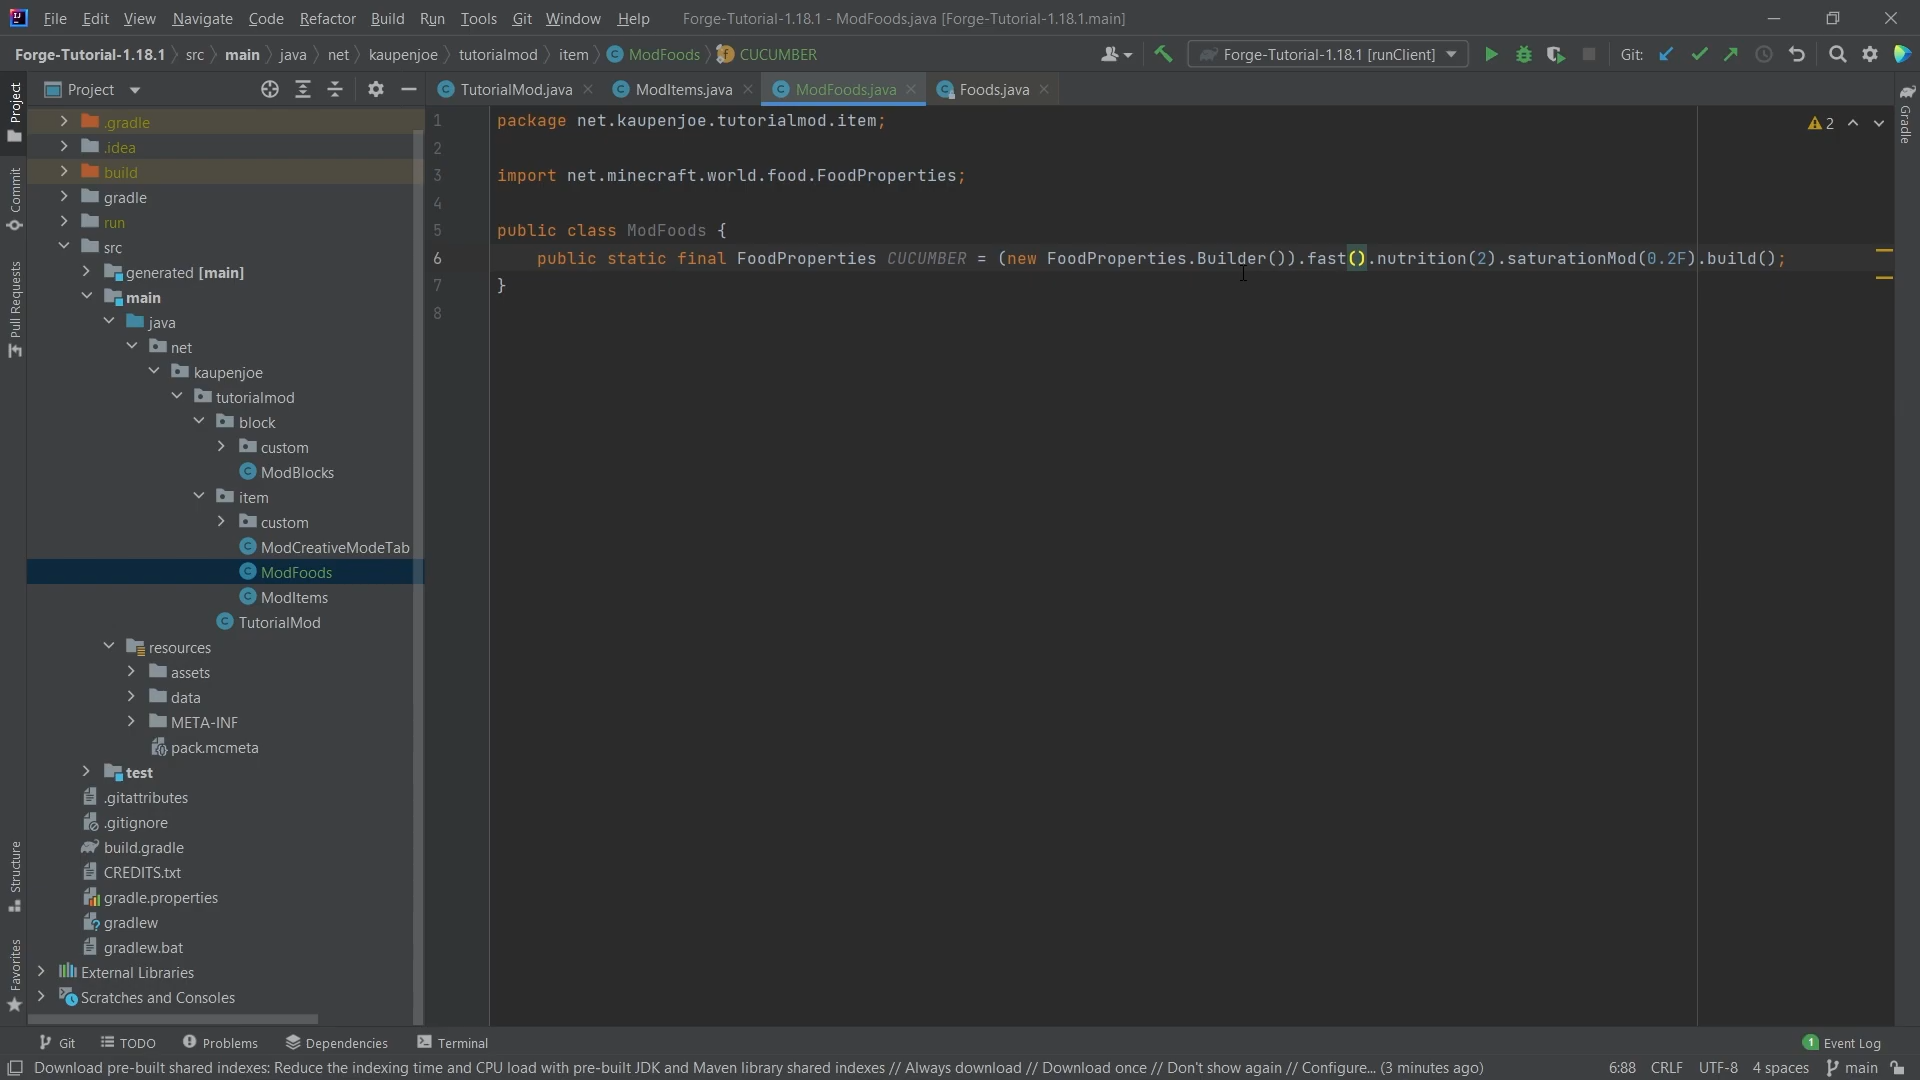 File Edit View Navigate Code Refactor Build Run Tools Git Window Help Forge-Tutorial-1.18.1 - ModFoods.java [Forge-Tutorial-1.18.1.main]
Forge-Tutorial-1.18.1 src main java net kaupenjoe tutorialmod item ModFoods CUCUMBER Forge-Tutorial-1.18.1 [runClient] Git:
Project TutorialMod.java ModItems.java ModFoods.java Foods.java
Project
Commit
Pull Requests
Structure
Favorites
.gradle
.idea
build
gradle
run
src
generated [main]
main
java
net
kaupenjoe
tutorialmod
block
custom
ModBlocks
item
custom
ModCreativeModeTab
ModFoods
ModItems
TutorialMod
resources
assets
data
META-INF
pack.mcmeta
test
.gitattributes
.gitignore
build.gradle
CREDITS.txt
gradle.properties
gradlew
gradlew.bat
External Libraries
Scratches and Consoles
1 package net.kaupenjoe.tutorialmod.item;
2
3 import net.minecraft.world.food.FoodProperties;
4
5 public class ModFoods {
6 public static final FoodProperties CUCUMBER = (new FoodProperties.Builder()).fast().nutrition(2).saturationMod(0.2F).build();
7 }
8
2
Gradle
Git TODO Problems Dependencies Terminal 1 Event Log
Download pre-built shared indexes: Reduce the indexing time and CPU load with pre-built JDK and Maven library shared indexes // Always download // Download once // Don't show again // Configure... (3 minutes ago) 6:88 CRLF UTF-8 4 spaces main